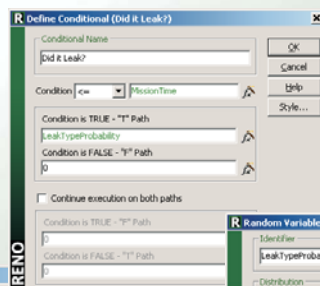 R Define Conditional (Did it Leak?)
Conditional Name
Did it Leak?
OK
Cancel
Help
Style...
Condition <= MissionTime
Condition is TRUE - "T" Path
LeakTypeProbability
Condition is FALSE - "F" Path
0
Continue execution on both paths
Condition is TRUE - "T" Path
0
Condition is FALSE - "F" Path
0
RENO
R Random Variable
Identifier
LeakTypeProba
Distribution